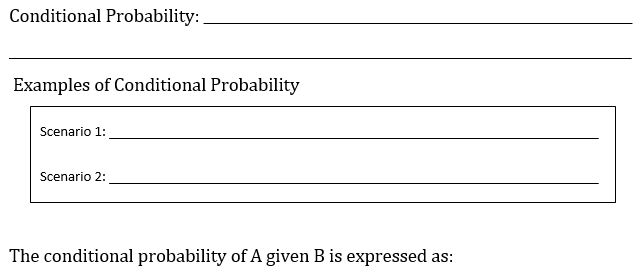 Conditional Probability:
Examples of Conditional Probability
Scenario 1:
Scenario 2:
The conditional probability of A given B is expressed as: